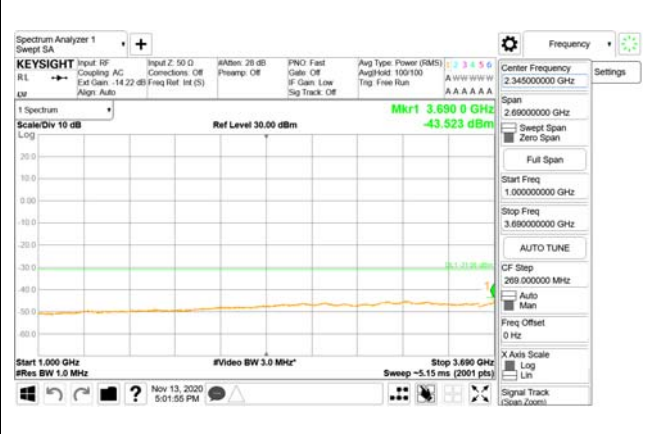 Spectrum Analyzer 1
Swept SA
Frequency
KEYSIGHT
RL
Input: RF
Coupling: AC
Ext Gain: -14.22 dB
Align: Auto
Input Z: 50 Ω
Corrections: Off
Freq Ref: Int (S)
#Atten: 28 dB
Preamp: Off
PNO: Fast
Gate: Off
IF Gain: Low
Sig Track: Off
Avg Type: Power (RMS)
Avg|Hold: 100/100
Trig: Free Run
1 2 3 4 5 6
A W W W W W
A A A A A A
1 Spectrum
Scale/Div 10 dB
Log
Ref Level 30.00 dBm
Mkr1 3.690 0 GHz
-43.523 dBm
20.0
10.0
0.00
-10.0
-20.0
-30.0
-40.0
-50.0
-60.0
1
Start 1.000 GHz
#Res BW 1.0 MHz
#Video BW 3.0 MHz*
Stop 3.690 GHz
Sweep ~5.15 ms (2001 pts)
Nov 13, 2020
5:01:55 PM
Center Frequency
2.345000000 GHz
Settings
Span
2.69000000 GHz
Swept Span
Zero Span
Full Span
Start Freq
1.000000000 GHz
Stop Freq
3.690000000 GHz
AUTO TUNE
CF Step
269.000000 MHz
Auto
Man
Freq Offset
0 Hz
X Axis Scale
Log
Lin
Signal Track
(Span Zoom)